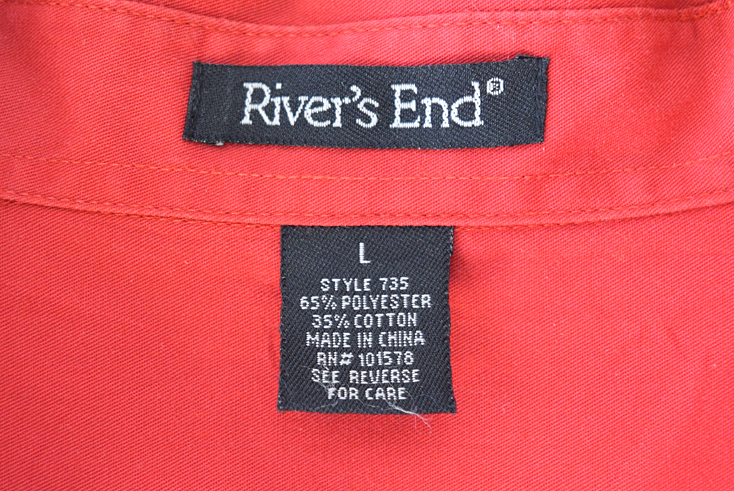 River's End®
L
STYLE 735
65% POLYESTER
35% COTTON
MADE IN CHINA
RN# 101578
SEE REVERSE
FOR CARE